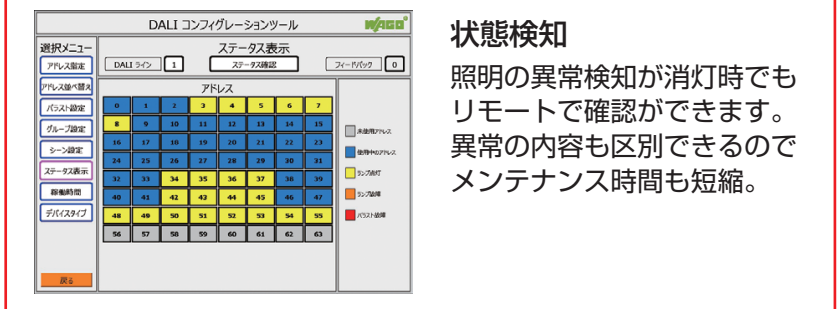 DALI コンフィグレーションツール
WAGO
選択メニュー
アドレス指定
アドレス並べ替え
バラスト設定
グループ設定
シーン設定
ステータス表示
稼働時間
デバイスタイプ
戻る
ステータス表示
DALI ライン 1 ステータス確認 フィードバック 0
アドレス
0 1 2 3 4 5 6 7
8 9 10 11 12 13 14 15
16 17 18 19 20 21 22 23
24 25 26 27 28 29 30 31
32 33 34 35 36 37 38 39
40 41 42 43 44 45 46 47
48 49 50 51 52 53 54 55
56 57 58 59 60 61 62 63
未使用アドレス
使用中のアドレス
ランプ点灯
ランプ故障
バラスト故障
状態検知
照明の異常検知が消灯時でも
リモートで確認ができます。
異常の内容も区別できるので
メンテナンス時間も短縮。